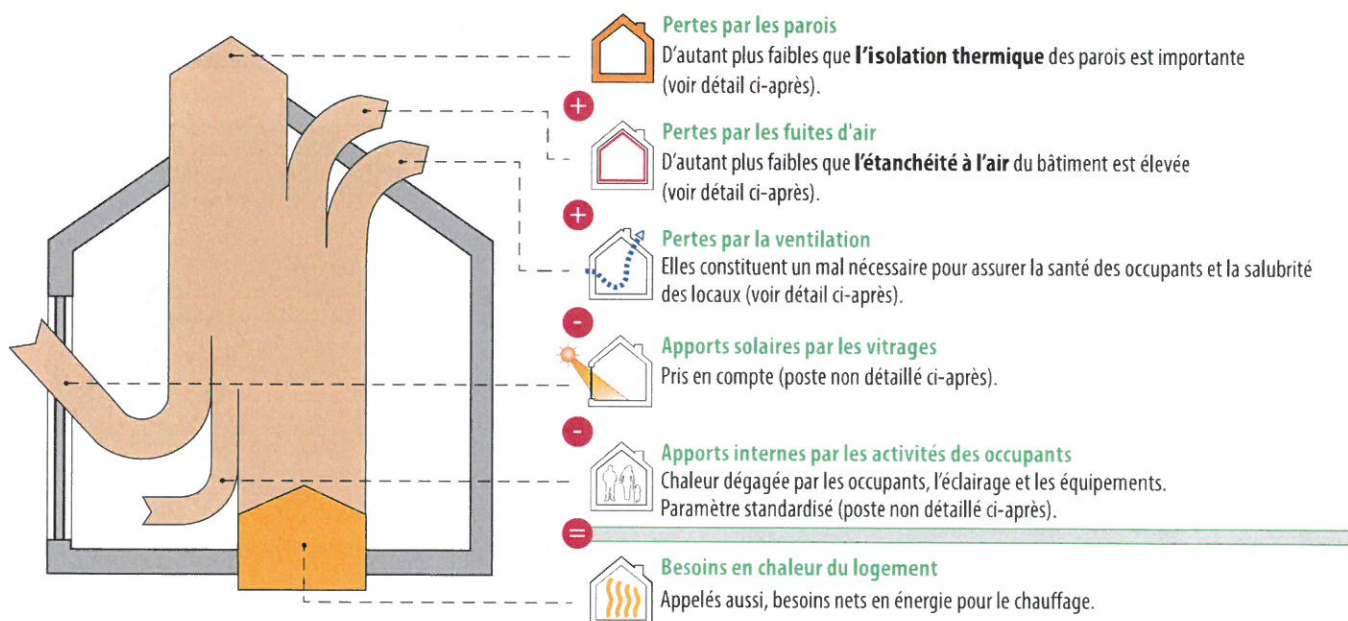 Pertes par les parois
D'autant plus faibles que l'isolation thermique des parois est importante
(voir détail ci-après).
+
Pertes par les fuites d'air
D'autant plus faibles que l'étanchéité à l'air du bâtiment est élevée
(voir détail ci-après).
+
Pertes par la ventilation
Elles constituent un mal nécessaire pour assurer la santé des occupants et la salubrité
des locaux (voir détail ci-après).
-
Apports solaires par les vitrages
Pris en compte (poste non détaillé ci-après).
-
Apports internes par les activités des occupants
Chaleur dégagée par les occupants, l'éclairage et les équipements.
Paramètre standardisé (poste non détaillé ci-après).
=
Besoins en chaleur du logement
Appelés aussi, besoins nets en énergie pour le chauffage.